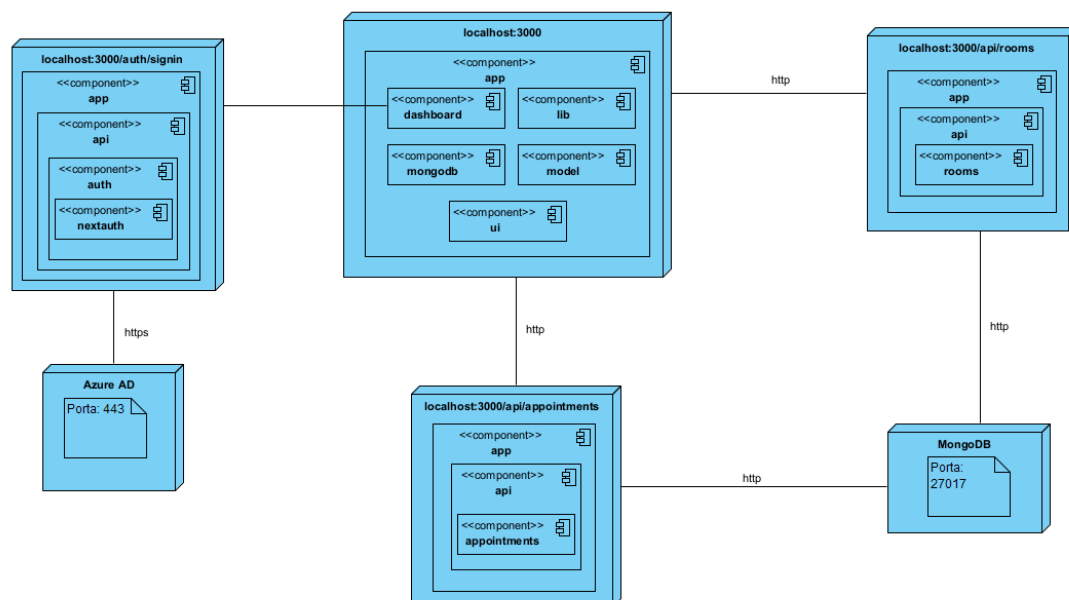 localhost:3000/auth/signin
<<component>>
app
<<component>>
api
<<component>>
auth
<<component>>
nextauth
https
Azure AD
Porta: 443
localhost:3000
<<component>>
app
<<component>>
dashboard
<<component>>
lib
<<component>>
mongodb
<<component>>
model
<<component>>
ui
http
http
localhost:3000/api/rooms
<<component>>
app
<<component>>
api
<<component>>
rooms
http
localhost:3000/api/appointments
<<component>>
app
<<component>>
api
<<component>>
appointments
http
MongoDB
Porta:
27017